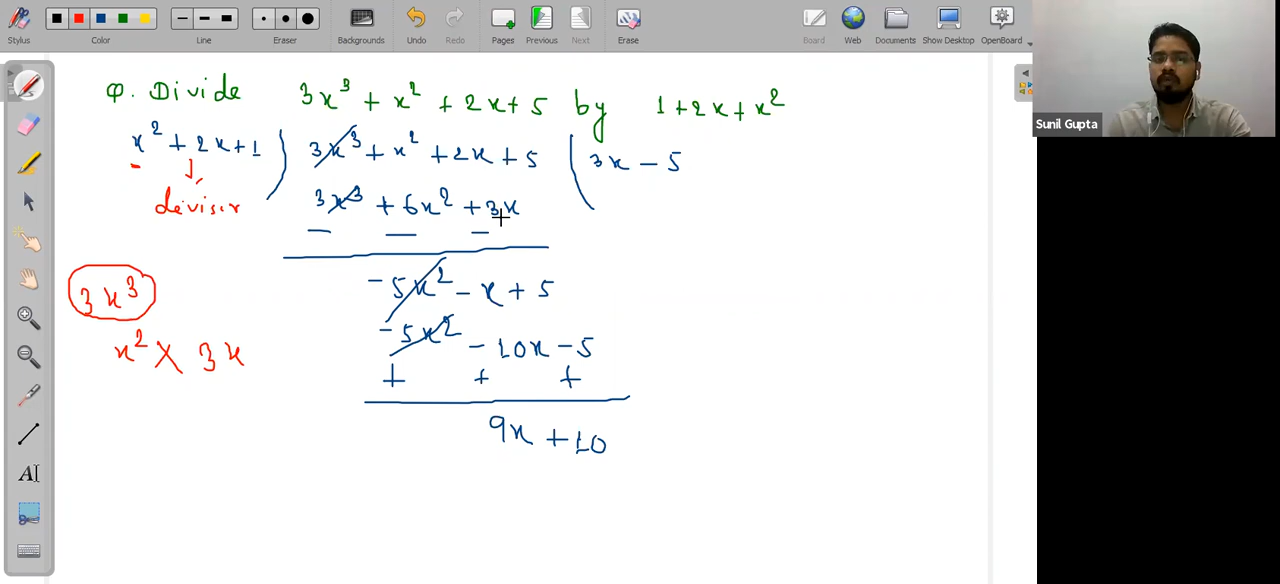 Stylus Color Line Eraser Backgrounds Undo Redo Pages Previous Next Erase Board Web Documents Show Desktop OpenBoard
Sunil Gupta
Q. Divide 3x³ + x² + 2x + 5 by 1 + 2x + x²
x² + 2x + 1 ) 3x³ + x² + 2x + 5 ( 3x - 5
devisir 3x³ + 6x² + 3x
- - -
-5x² - x + 5
3x³
-5x² - 10x - 5
x² × 3x
+ + +
9x + 10
AI